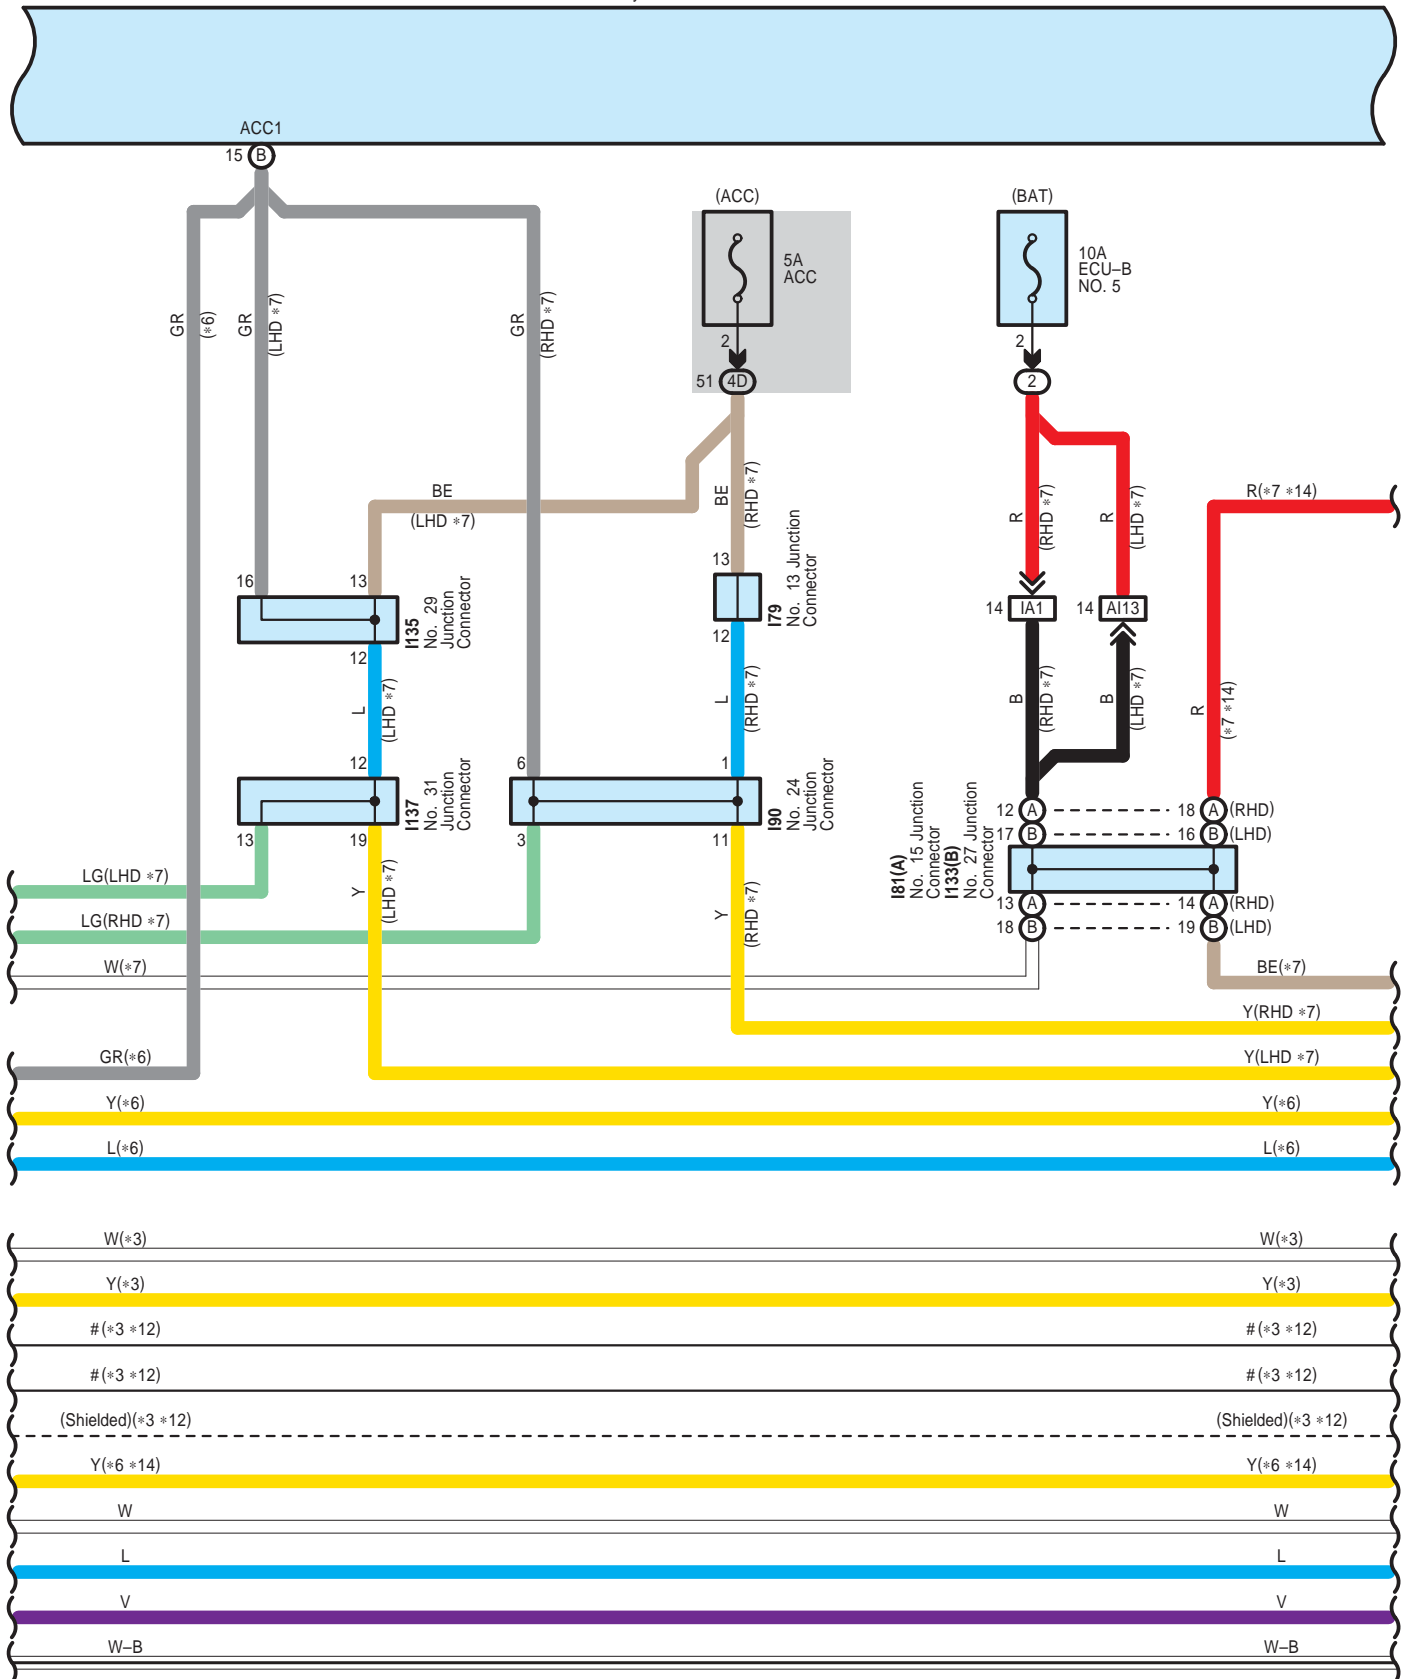 ACC1
15 B
(ACC)
(BAT)
5A
ACC
10A
ECU–B
NO. 5
GR
(∗6)
GR
(LHD ∗7)
GR
(RHD ∗7)
2
51 4D
2
2
BE
(LHD ∗7)
BE
(RHD ∗7)
R
(RHD ∗7)
R
(LHD ∗7)
R(∗7 ∗14)
16
13
I135
No. 29
Junction
Connector
12
13
I79
No. 13 Junction
Connector
12
14 IA1
14 AI13
L
(LHD ∗7)
L
(RHD ∗7)
B
(RHD ∗7)
B
(LHD ∗7)
R
(∗7 ∗14)
12
I137
No. 31
Junction
Connector
13
19
6
1
I90
No. 24
Junction
Connector
3
11
I81(A)
No. 15 Junction
Connector
I133(B)
No. 27 Junction
Connector
12 A
18 A (RHD)
17 B
16 B (LHD)
13 A
14 A (RHD)
18 B
19 B (LHD)
LG(LHD ∗7)
Y
(LHD ∗7)
Y
(RHD ∗7)
LG(RHD ∗7)
W(∗7)
BE(∗7)
Y(RHD ∗7)
GR(∗6)
Y(LHD ∗7)
Y(∗6)
Y(∗6)
L(∗6)
L(∗6)
W(∗3)
W(∗3)
Y(∗3)
Y(∗3)
#(∗3 ∗12)
#(∗3 ∗12)
#(∗3 ∗12)
#(∗3 ∗12)
(Shielded)(∗3 ∗12)
(Shielded)(∗3 ∗12)
Y(∗6 ∗14)
Y(∗6 ∗14)
W
W
L
L
V
V
W–B
W–B